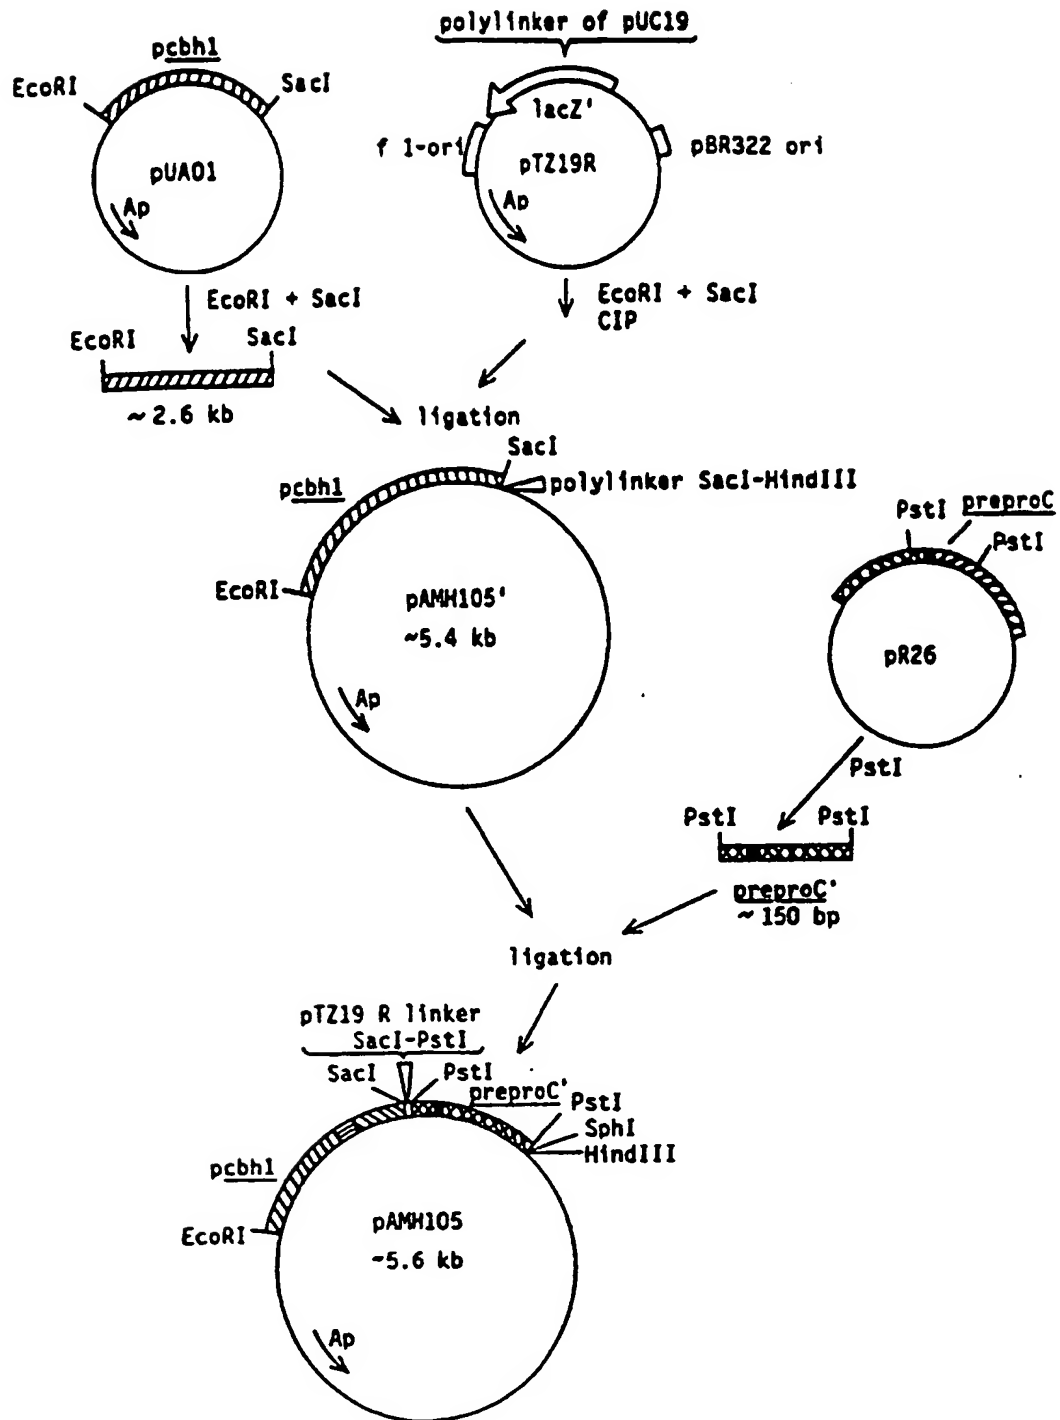 polylinker of pUC19
pcbh1
EcoRI
SacI
lacZ'
f 1-ori
pBR322 ori
pUA01
pTZ19R
Ap
Ap
EcoRI + SacI
EcoRI + SacI
CIP
EcoRI
SacI
~2.6 kb
ligation
SacI
polylinker SacI-HindIII
pcbh1
EcoRI
pAMH105'
~5.4 kb
Ap
PstI
preproC
PstI
pR26
PstI
PstI
PstI
preproC'
~150 bp
ligation
pTZ19 R linker
SacI-PstI
SacI
PstI
preproC'
PstI
SphI
HindIII
pcbh1
EcoRI
pAMH105
~5.6 kb
Ap